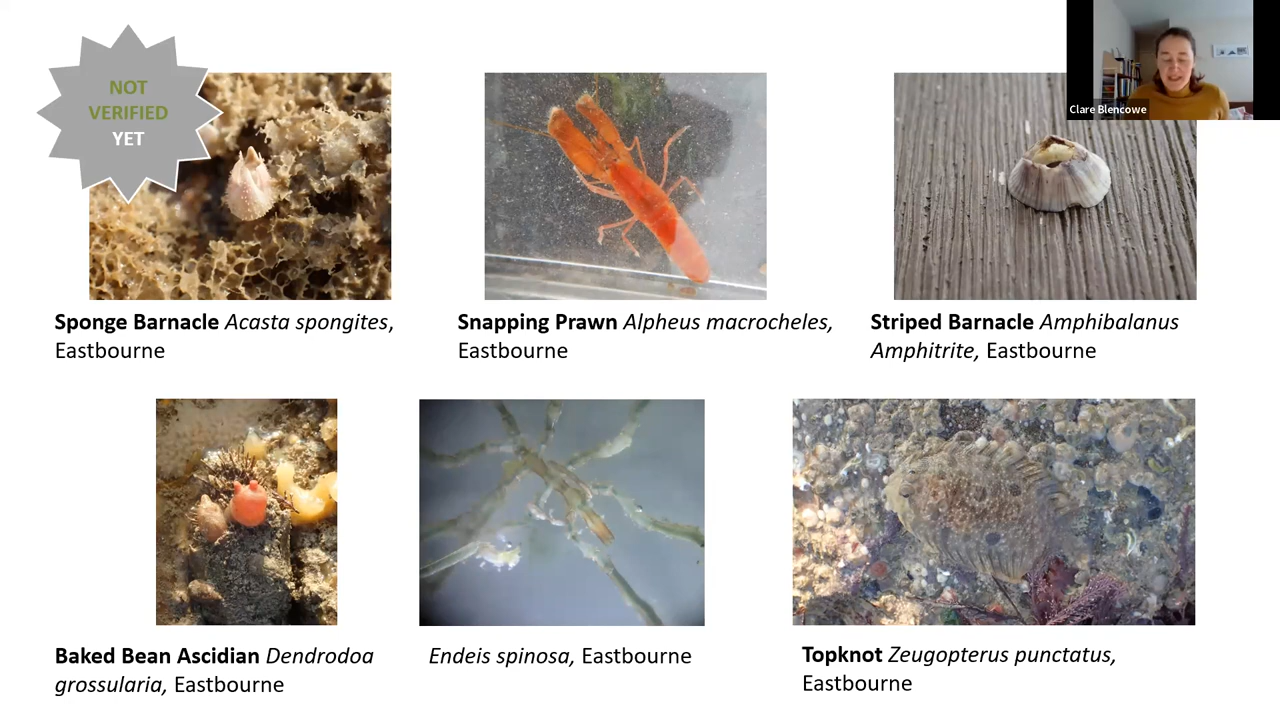 NOT
VERIFIED
YET
Clare Blencowe
Sponge Barnacle Acasta spongites,
Eastbourne
Snapping Prawn Alpheus macrocheles,
Eastbourne
Striped Barnacle Amphibalanus
Amphitrite, Eastbourne
Baked Bean Ascidian Dendrodoa
grossularia, Eastbourne
Endeis spinosa, Eastbourne
Topknot Zeugopterus punctatus,
Eastbourne